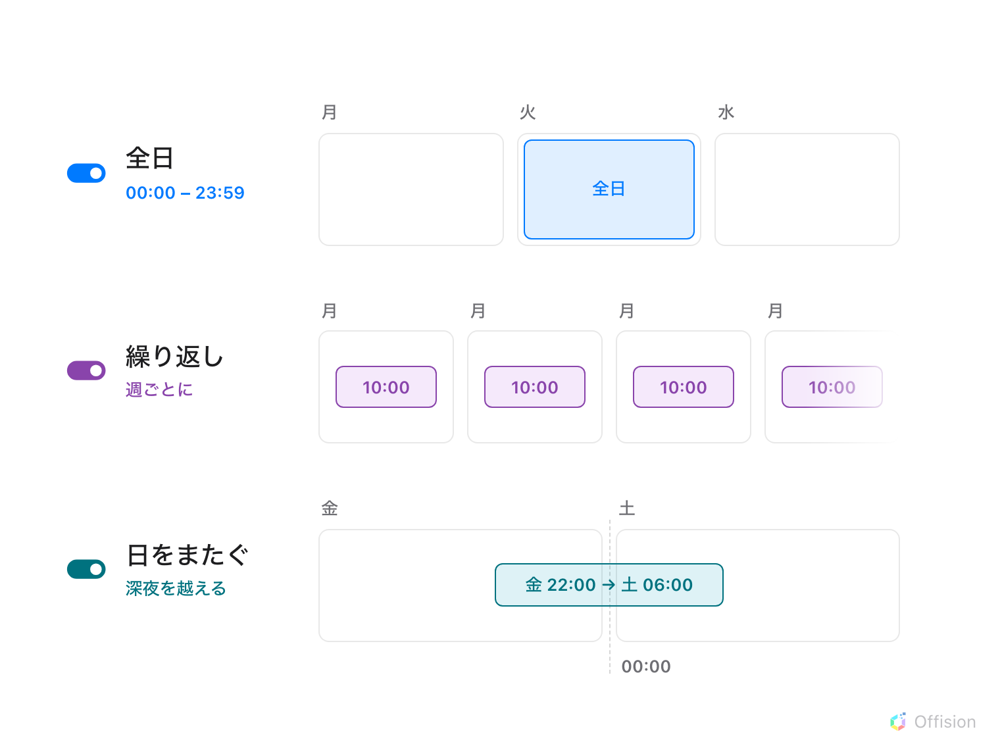 月 火 水
全日
00:00 – 23:59
全日
月 月 月 月
繰り返し
週ごとに
10:00 10:00 10:00 10:00
金 土
日をまたぐ
深夜を越える
金 22:00 → 土 06:00
00:00
Offision